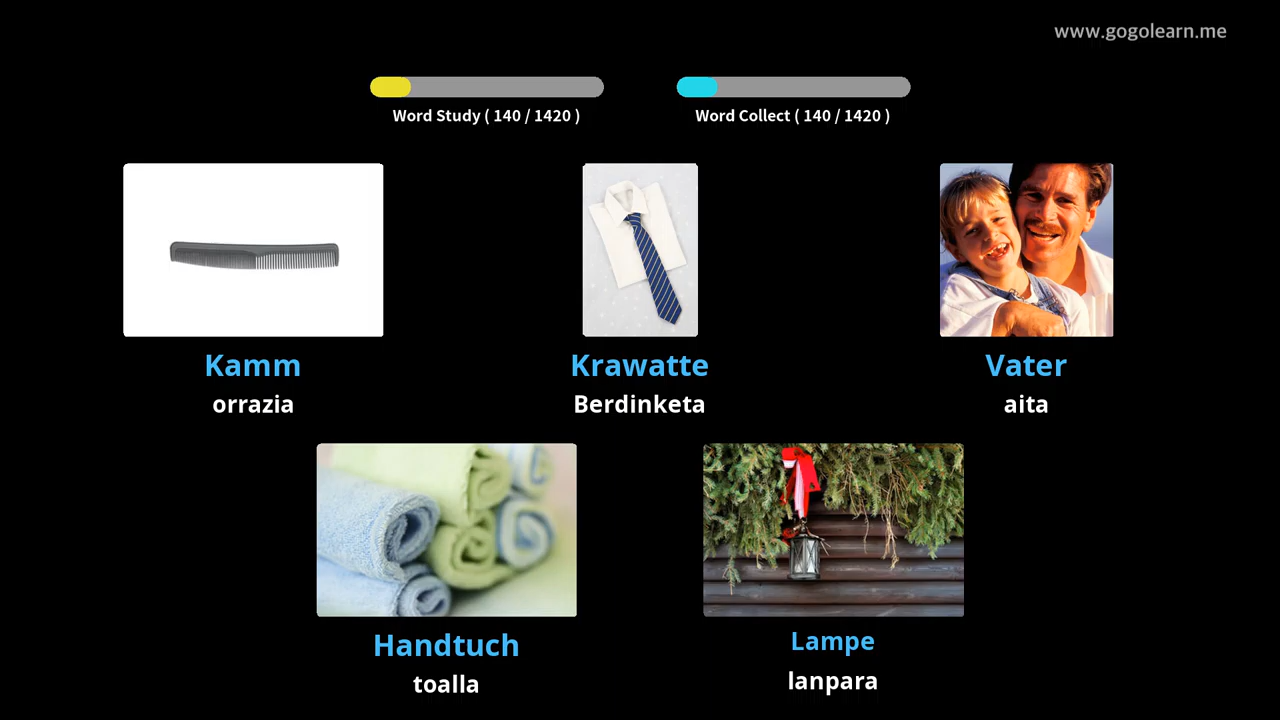 www.gogolearn.me
Word Study ( 140 / 1420 )
Word Collect ( 140 / 1420 )
Kamm
orrazia
Krawatte
Berdinketa
Vater
aita
Handtuch
toalla
Lampe
lanpara